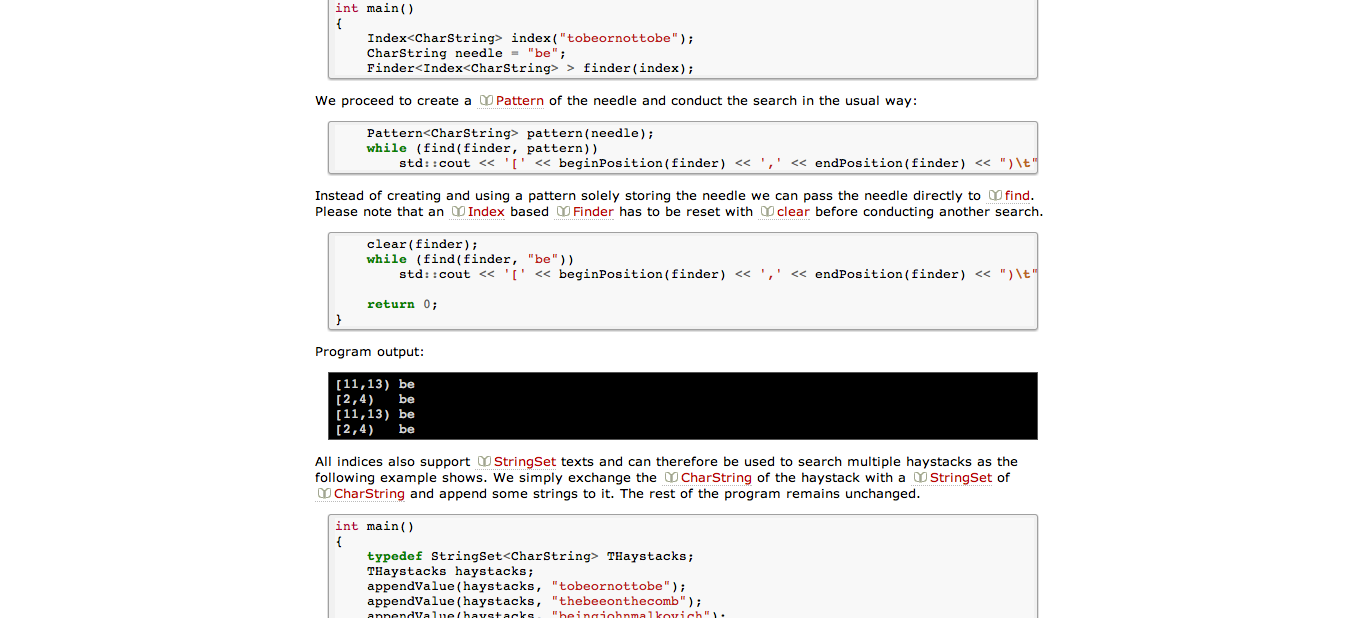 int main()
{
    Index<CharString> index("tobeornottobe");
    CharString needle = "be";
    Finder<Index<CharString> > finder(index);
We proceed to create a Pattern of the needle and conduct the search in the usual way:
    Pattern<CharString> pattern(needle);
    while (find(finder, pattern))
        std::cout << '[' << beginPosition(finder) << ',' << endPosition(finder) << ")\t"
Instead of creating and using a pattern solely storing the needle we can pass the needle directly to find.
Please note that an Index based Finder has to be reset with clear before conducting another search.
    clear(finder);
    while (find(finder, "be"))
        std::cout << '[' << beginPosition(finder) << ',' << endPosition(finder) << ")\t"
    return 0;
}
Program output:
[11,13) be
[2,4)   be
[11,13) be
[2,4)   be
All indices also support StringSet texts and can therefore be used to search multiple haystacks as the
following example shows. We simply exchange the CharString of the haystack with a StringSet of
CharString and append some strings to it. The rest of the program remains unchanged.
int main()
{
    typedef StringSet<CharString> THaystacks;
    THaystacks haystacks;
    appendValue(haystacks, "tobeornottobe");
    appendValue(haystacks, "thebeeonthecomb");
    appendValue(haystacks, "beingjohnmalkovich");